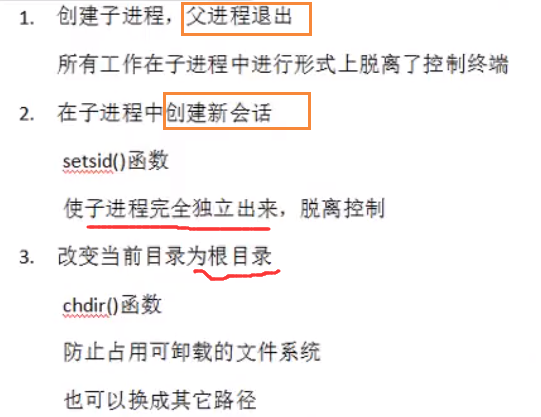 1. 创建子进程，父进程退出
所有工作在子进程中进行形式上脱离了控制终端
2. 在子进程中创建新会话
setsid()函数
使子进程完全独立出来，脱离控制
3. 改变当前目录为根目录
chdir()函数
防止占用可卸载的文件系统
也可以换成其它路径